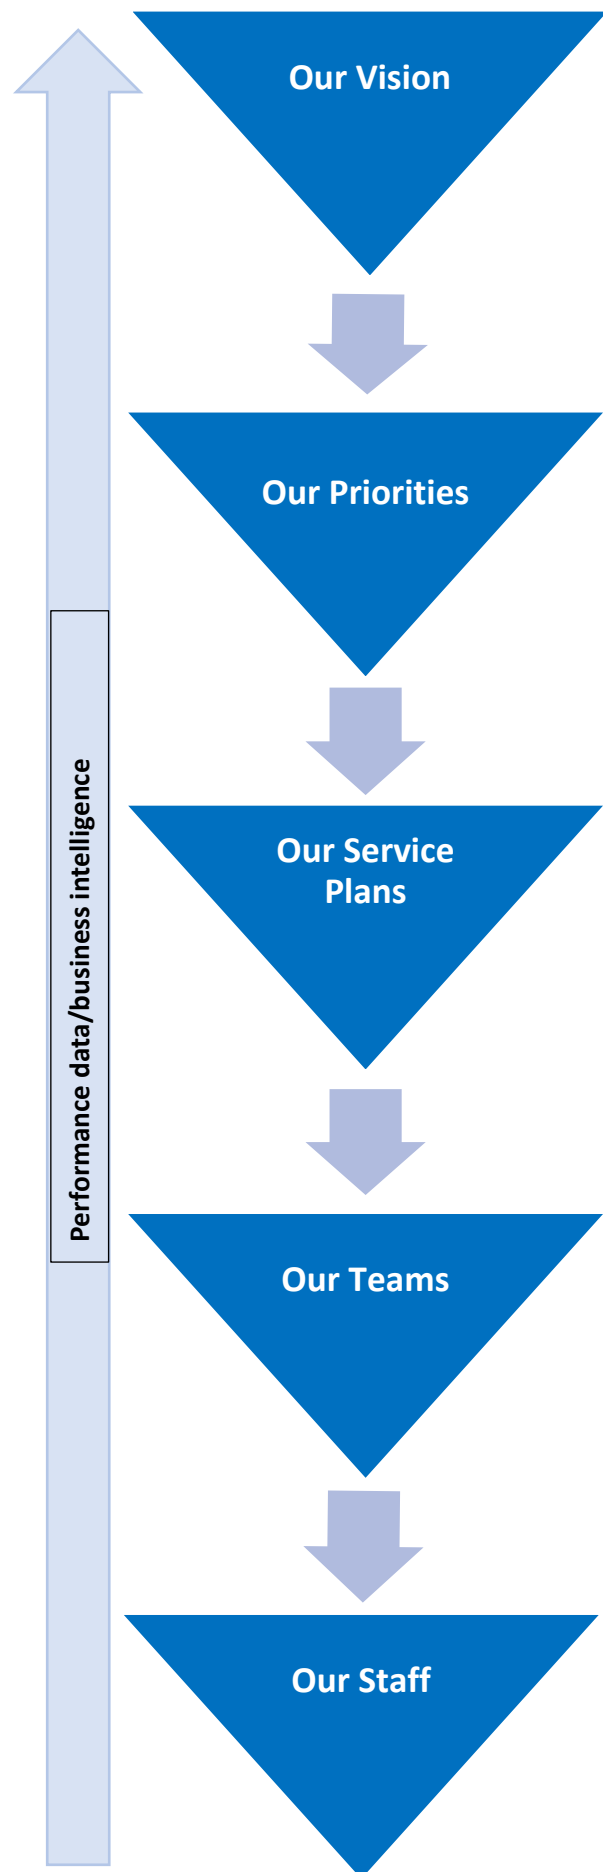 Our Vision
Our Priorities
Our Service
Plans
Our Teams
Our Staff
Performance data/business intelligence